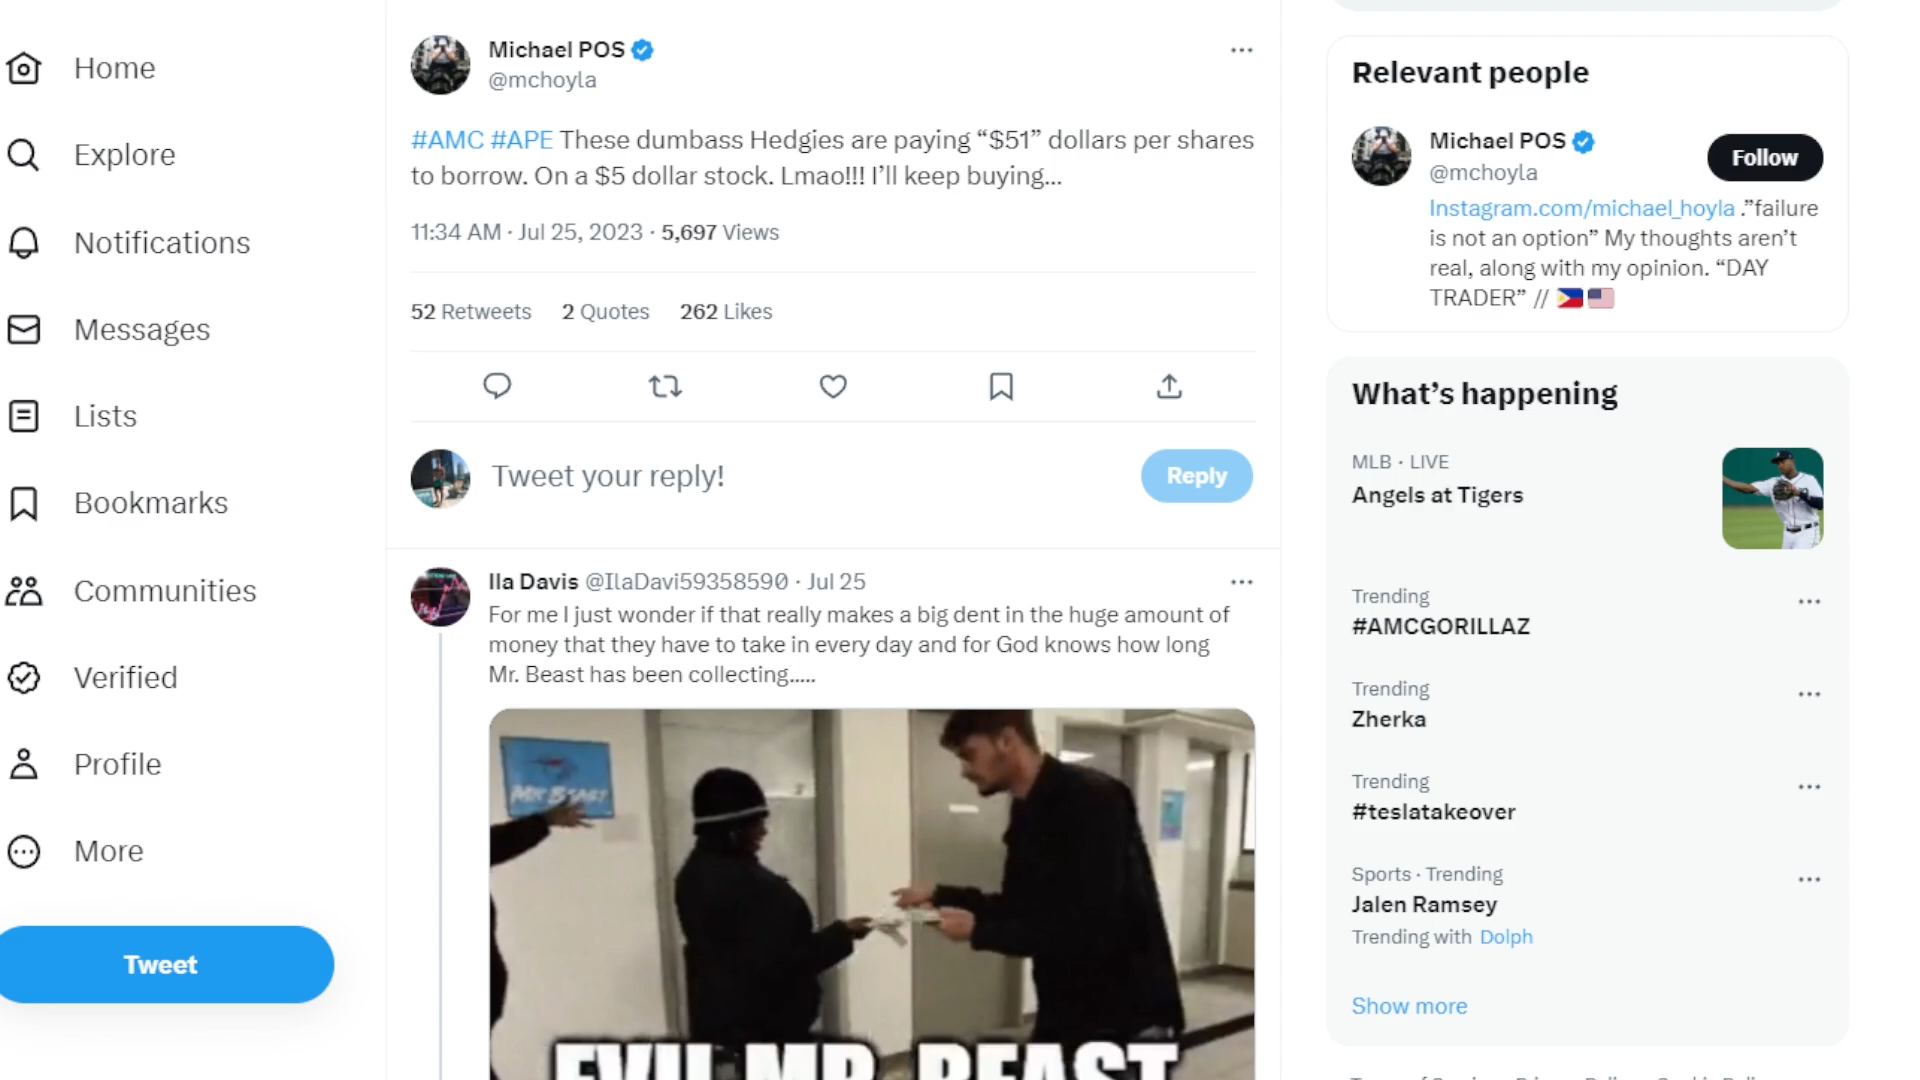 Home
Explore
Notifications
Messages
Lists
Bookmarks
Communities
Verified
Profile
More
Tweet
Michael POS
@mchoyla
#AMC #APE These dumbass Hedgies are paying “$51” dollars per shares
to borrow. On a $5 dollar stock. Lmao!!! I’ll keep buying...
11:34 AM · Jul 25, 2023 · 5,697 Views
52 Retweets 2 Quotes 262 Likes
Tweet your reply!
Reply
Ila Davis @IlaDavi59358590 · Jul 25
For me I just wonder if that really makes a big dent in the huge amount of
money that they have to take in every day and for God knows how long
Mr. Beast has been collecting.....
MR BEAST
EVIL MR. BEAST
Relevant people
Michael POS
@mchoyla
Follow
Instagram.com/michael_hoyla .”failure
is not an option” My thoughts aren’t
real, along with my opinion. “DAY
TRADER” //
What’s happening
MLB · LIVE
Angels at Tigers
Trending
#AMCGORILLAZ
Trending
Zherka
Trending
#teslatakeover
Sports · Trending
Jalen Ramsey
Trending with Dolph
Show more